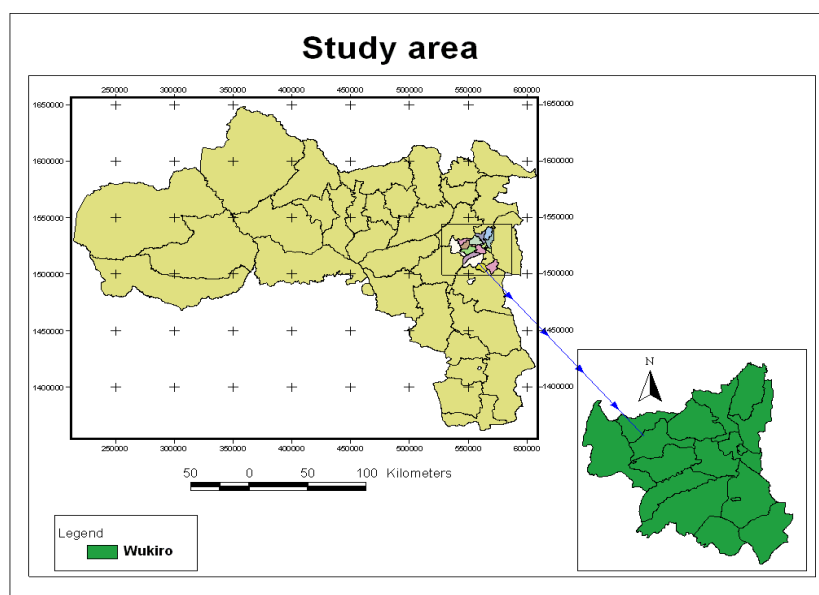 Study area
250000 300000 350000 400000 450000 500000 550000 600000
1650000 1650000
1600000 1600000
1550000 1550000
1500000 1500000
1450000 1450000
1400000 1400000
250000 300000 350000 400000 450000 500000 550000 600000
N
50 0 50 100 Kilometers
Legend
Wukiro